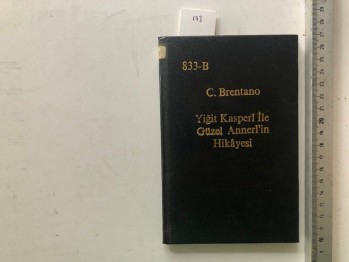 833-B
C. Brentano
Yiğit Kasperl İle
Güzel Annerl'in
Hikâyesi